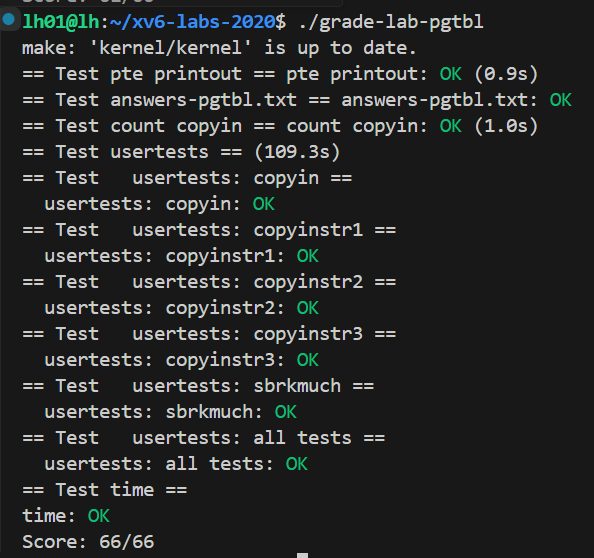 lh01@lh:~/xv6-labs-2020$ ./grade-lab-pgtbl
make: 'kernel/kernel' is up to date.
== Test pte printout == pte printout: OK (0.9s)
== Test answers-pgtbl.txt == answers-pgtbl.txt: OK
== Test count copyin == count copyin: OK (1.0s)
== Test usertests == (109.3s)
== Test   usertests: copyin ==
  usertests: copyin: OK
== Test   usertests: copyinstr1 ==
  usertests: copyinstr1: OK
== Test   usertests: copyinstr2 ==
  usertests: copyinstr2: OK
== Test   usertests: copyinstr3 ==
  usertests: copyinstr3: OK
== Test   usertests: sbrkmuch ==
  usertests: sbrkmuch: OK
== Test   usertests: all tests ==
  usertests: all tests: OK
== Test time ==
time: OK
Score: 66/66